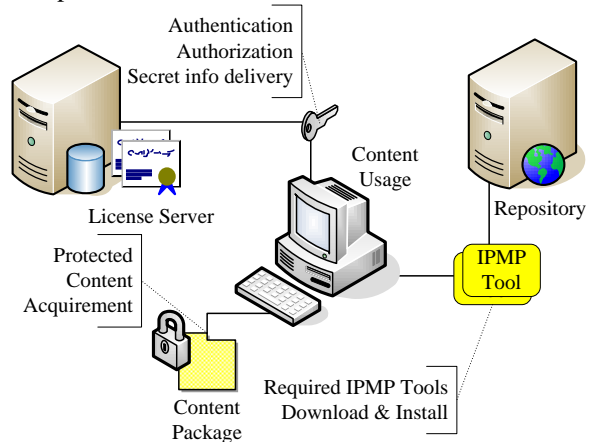 Authentication
Authorization
Secret info delivery
Content
Usage
License Server
Repository
Protected
Content
Acquirement
IPMP
Tool
Required IPMP Tools
Download & Install
Content
Package